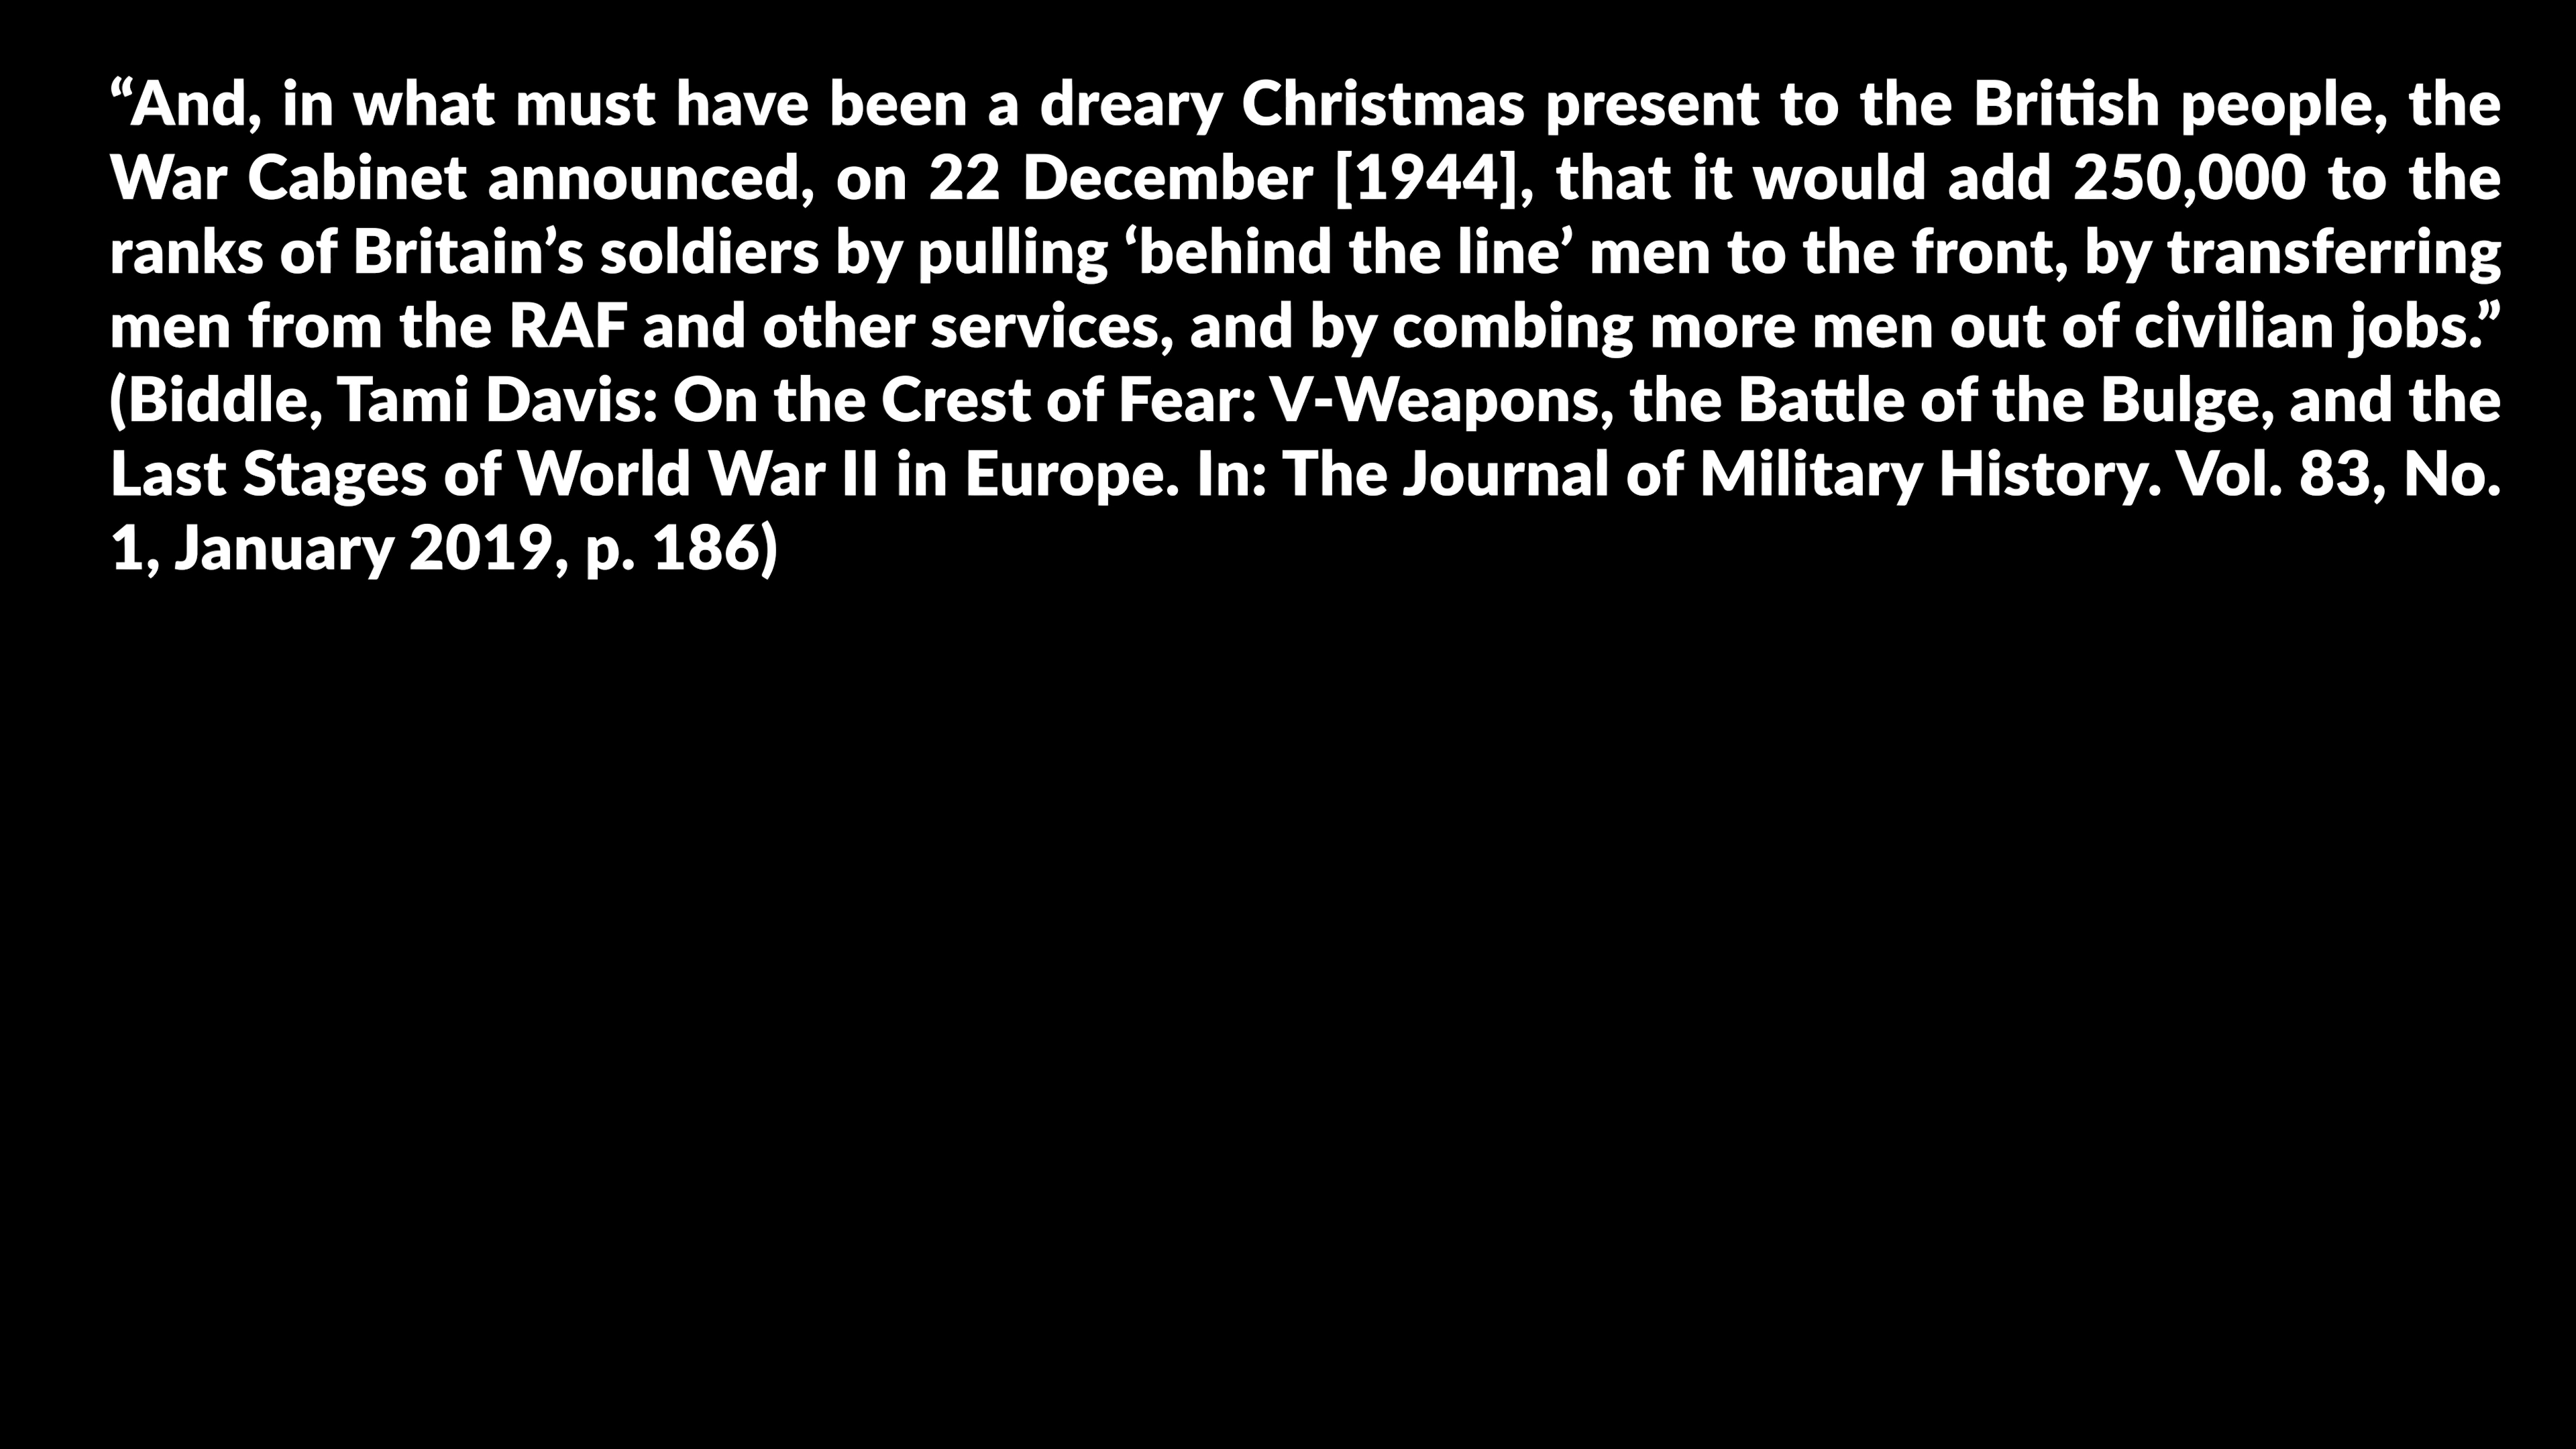 “And, in what must have been a dreary Christmas present to the British people, the
War Cabinet announced, on 22 December [1944], that it would add 250,000 to the
ranks of Britain’s soldiers by pulling ‘behind the line’ men to the front, by transferring
men from the RAF and other services, and by combing more men out of civilian jobs.”
(Biddle, Tami Davis: On the Crest of Fear: V-Weapons, the Battle of the Bulge, and the
Last Stages of World War II in Europe. In: The Journal of Military History. Vol. 83, No.
1, January 2019, p. 186)